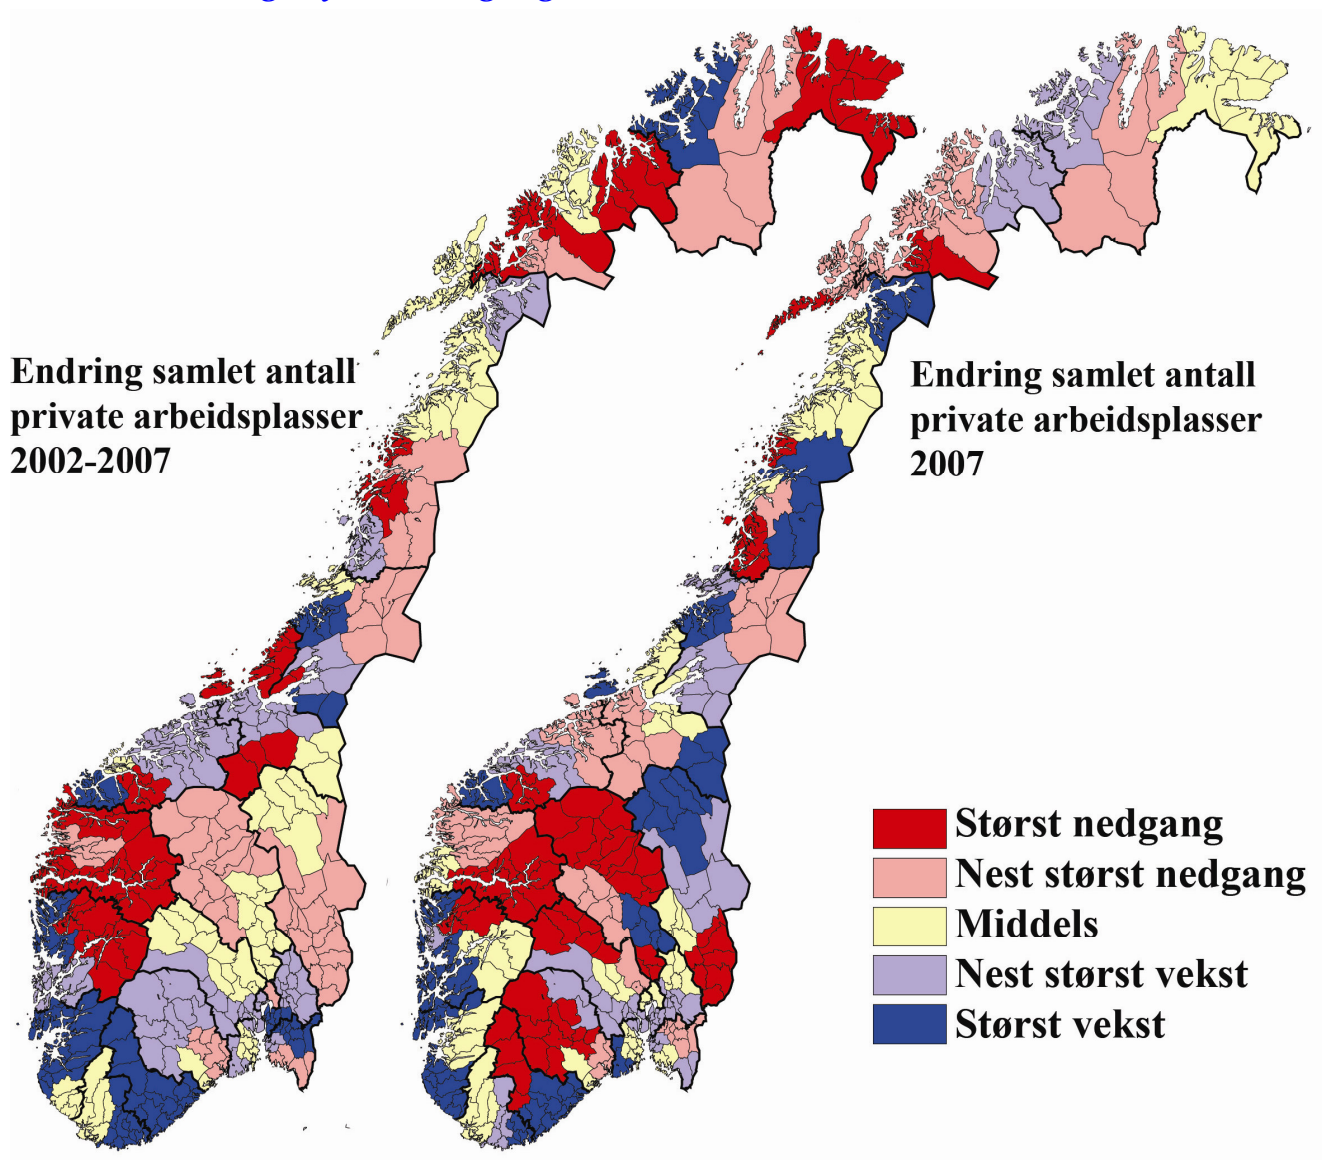 Endring samlet antall
private arbeidsplasser
2002-2007
Endring samlet antall
private arbeidsplasser
2007
Størst nedgang
Nest størst nedgang
Middels
Nest størst vekst
Størst vekst